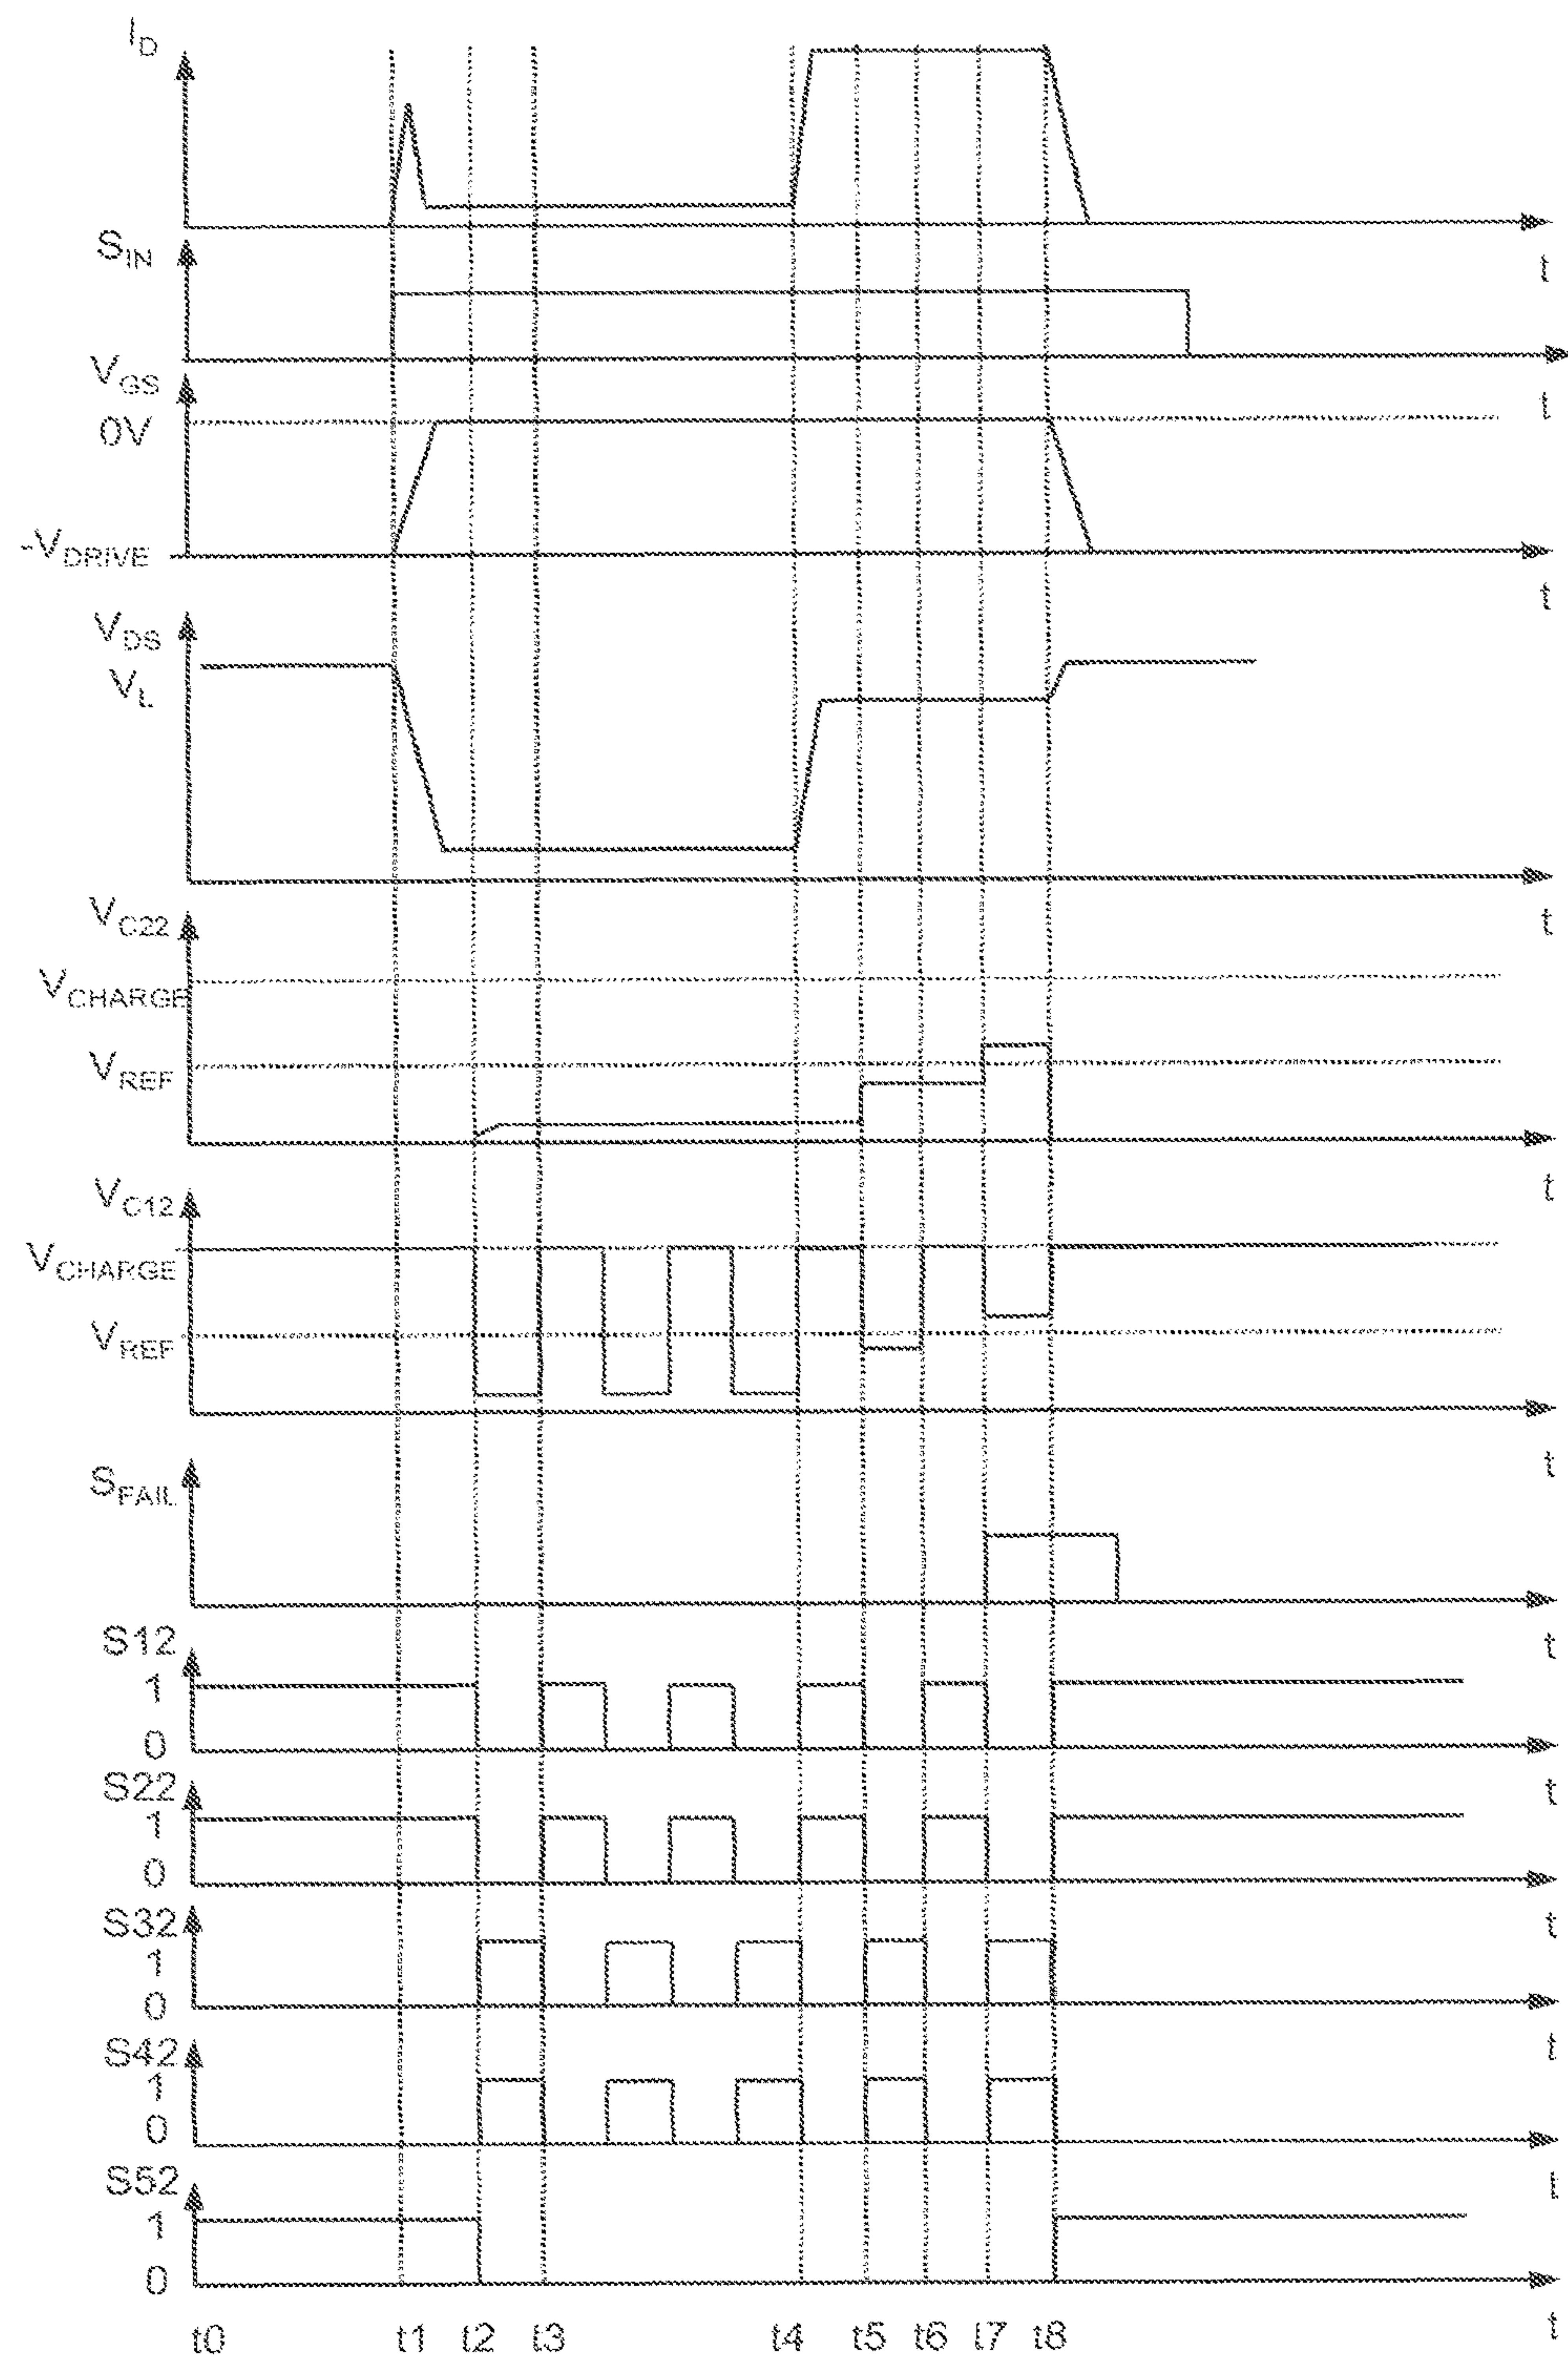 I_D
t
S_IN
t
V_GS
0V
-V_DRIVE
t
V_DS
V_L
t
V_C22
V_CHARGE
V_REF
t
V_C12
V_CHARGE
V_REF
t
S_FAIL
t
S12
1
0
t
S22
1
0
t
S32
1
0
t
S42
1
0
t
S52
1
0
t
t0 t1 t2 t3 t4 t5 t6 t7 t8